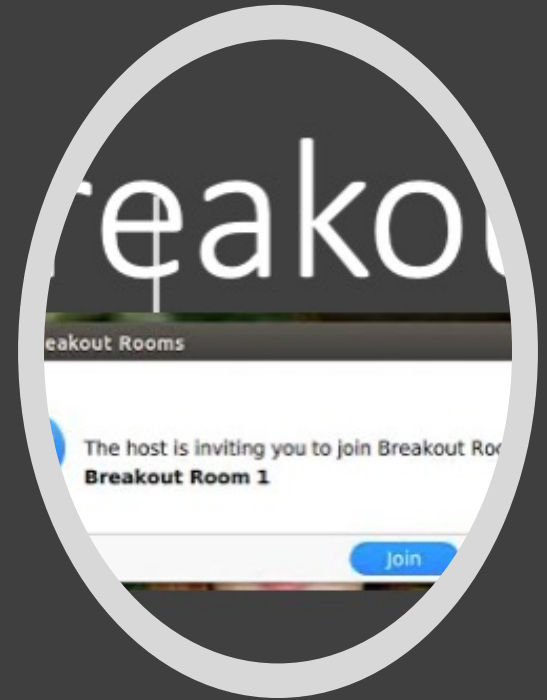 reakou
eakout Rooms
The host is inviting you to join Breakout Roo
Breakout Room 1
Join